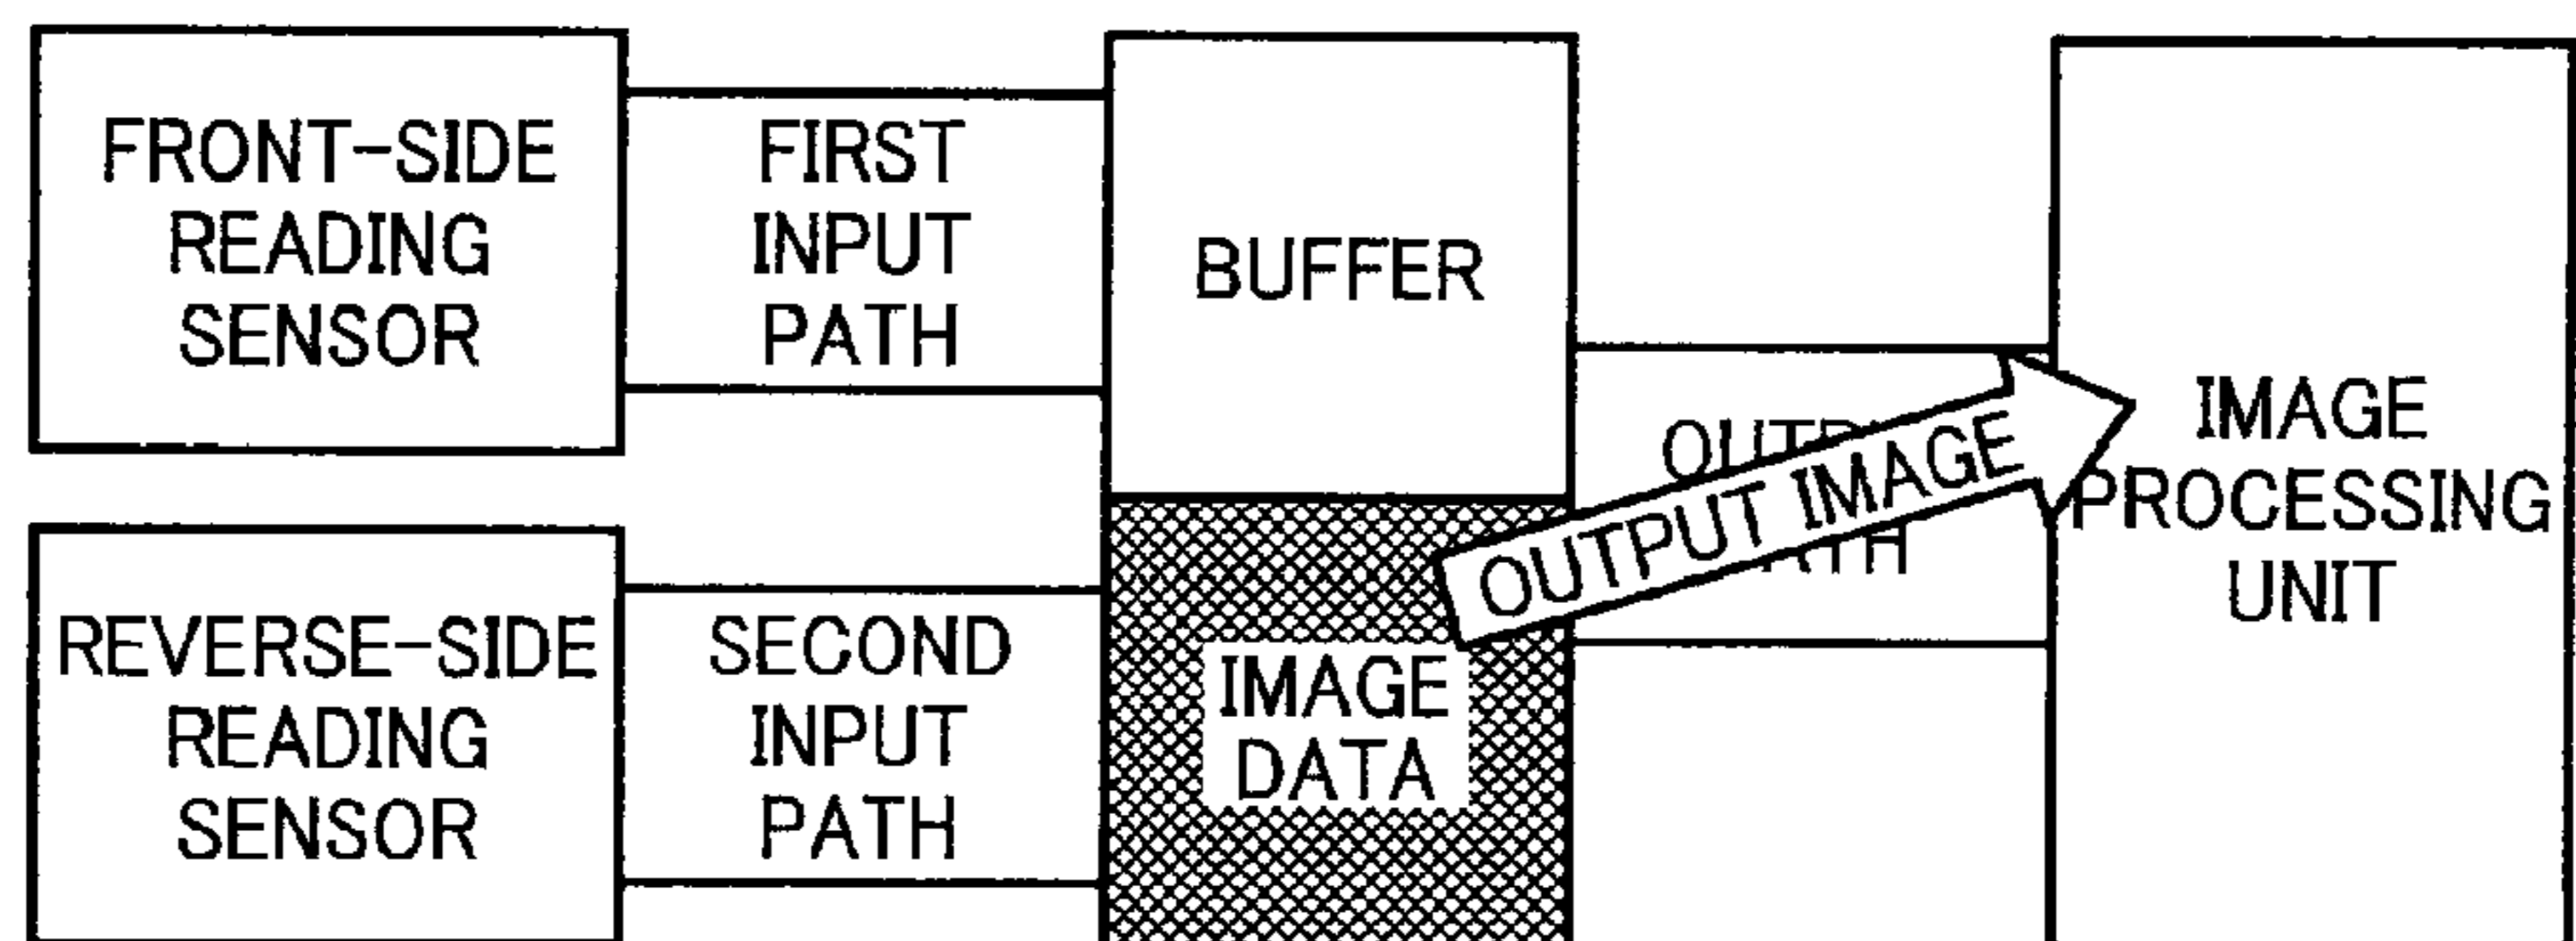 FRONT-SIDE
READING
SENSOR
FIRST
INPUT
PATH
BUFFER
OUTPUT IMAGE
IMAGE
PROCESSING
UNIT
REVERSE-SIDE
READING
SENSOR
SECOND
INPUT
PATH
IMAGE
DATA